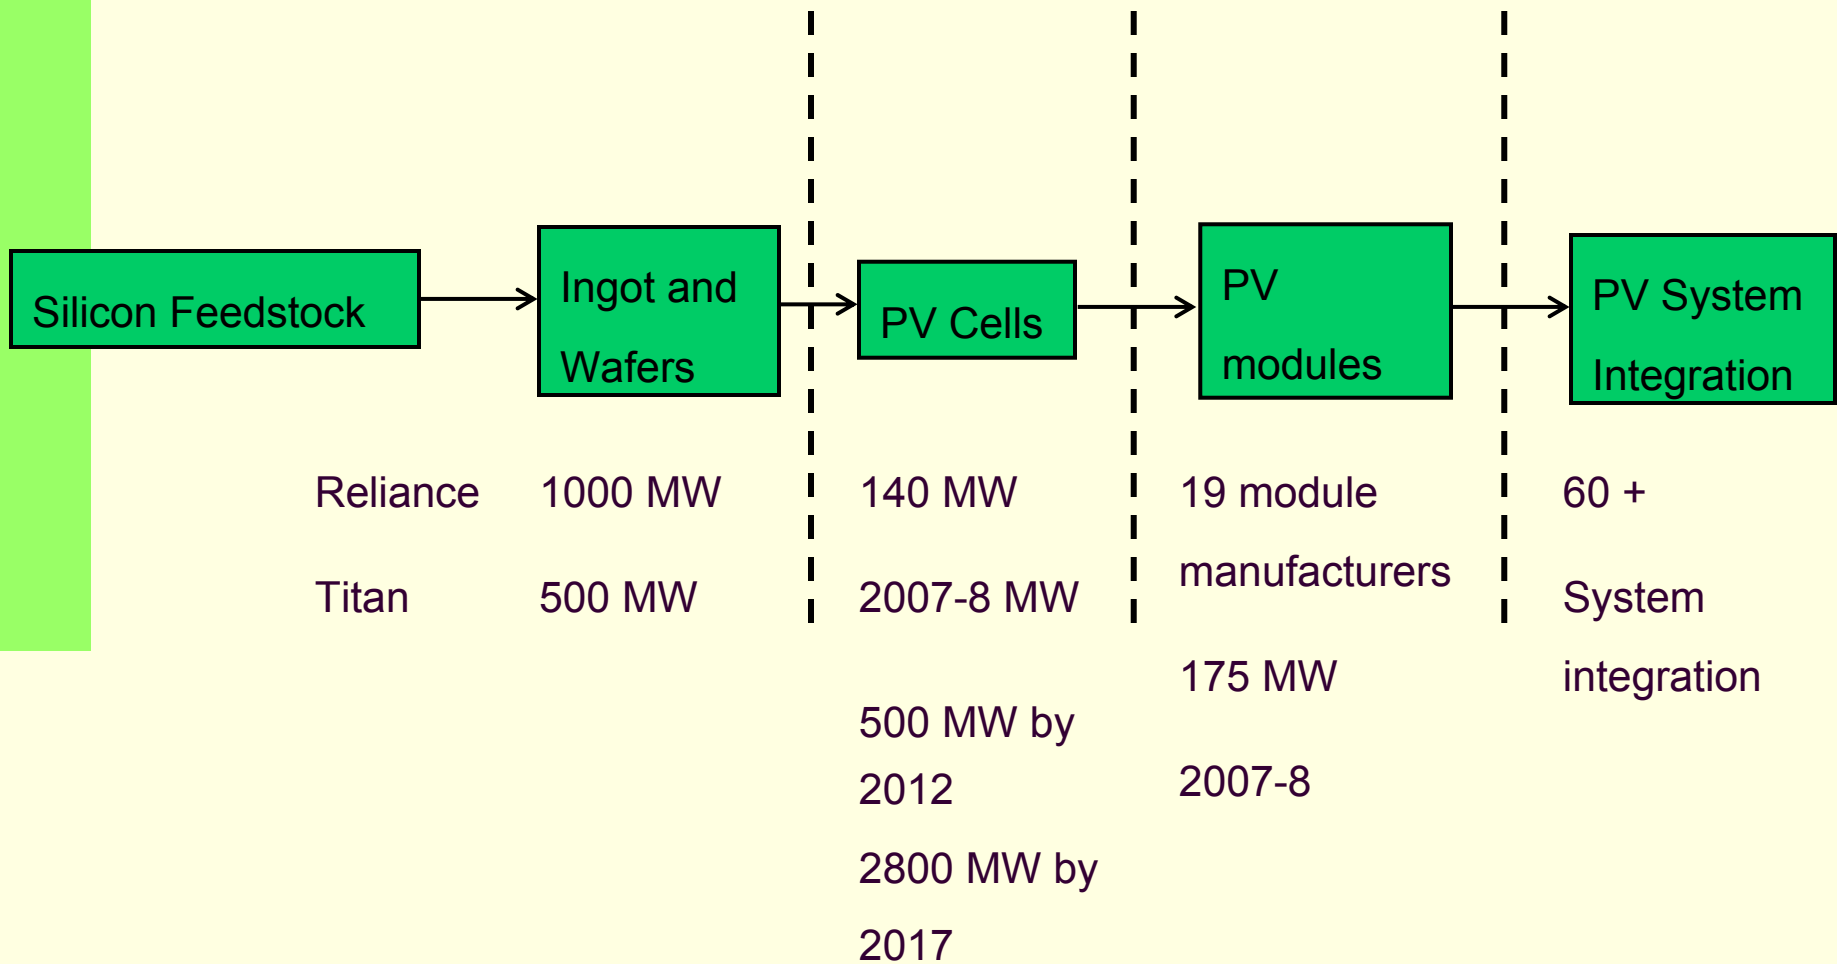 Silicon Feedstock
Ingot and
Wafers
PV Cells
PV
modules
PV System
Integration
Reliance 1000 MW
Titan 500 MW
140 MW
2007-8 MW
500 MW by
2012
2800 MW by
2017
19 module
manufacturers
175 MW
2007-8
60 +
System
integration